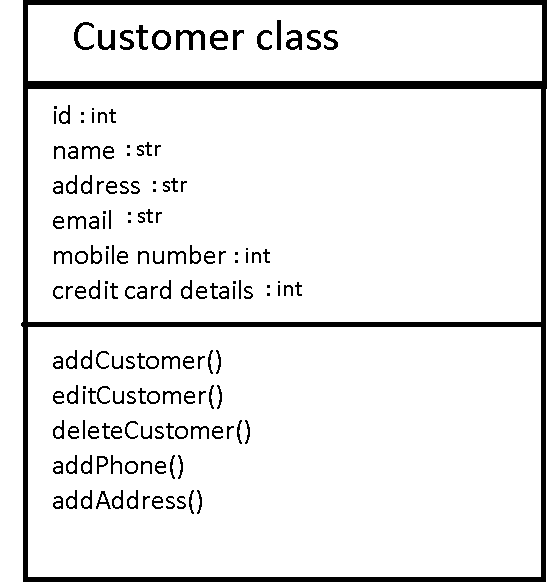 Customer class
id : int
name : str
address : str
email : str
mobile number : int
credit card details : int
addCustomer()
editCustomer()
deleteCustomer()
addPhone()
addAddress()